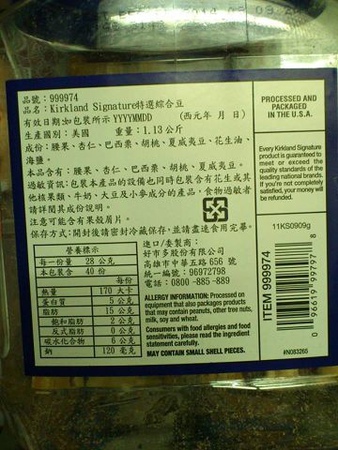 品號：999974
品名：Kirkland Signature特選綜合豆
有效日期:如包裝所示 YYYYMMDD (西元年 月 日)
生產國別：美國 重量：1.13公斤
成份：腰果、杏仁、巴西栗、胡桃、夏威夷豆、花生油、
海鹽。
本品含有：腰果、杏仁、巴西栗、胡桃、夏威夷豆。
過敏資訊：包裝本產品的設備也同時包裝含有花生或其
他核果類、牛奶、大豆及小麥成分的產品，食物過敏者
請詳閱其成份說明。
注意可能含有果殼屑片。
保存方式：開封後請密封冷藏保存，並請盡速食用完畢。
營養標示
每一份量 28 公克
本包裝含 40 份
每份
熱量 170 大卡
蛋白質 5 公克
脂肪 15 公克
飽和脂肪 2 公克
反式脂肪 0 公克
碳水化合物 6 公克
鈉 120 毫克
進口/委製商：
好市多股份有限公司
高雄市中華五路 656 號
統一編號：96972798
電話：0800-885-889
ALLERGY INFORMATION: Processed on
equipment that also packages products
that may contain peanuts, other tree nuts,
milk, soy and wheat.
Consumers with food allergies and food
sensitivities, please read the ingredient
statement carefully.
MAY CONTAIN SMALL SHELL PIECES.
PROCESSED AND
PACKAGED
IN THE U.S.A.
Every Kirkland Signature
product is guaranteed to
meet or exceed the
quality standards of the
leading national brands.
If you're not completely
satisfied, your money will
be refunded.
11KS0909g
ITEM 999974
0 96619 99797 8
#N083265